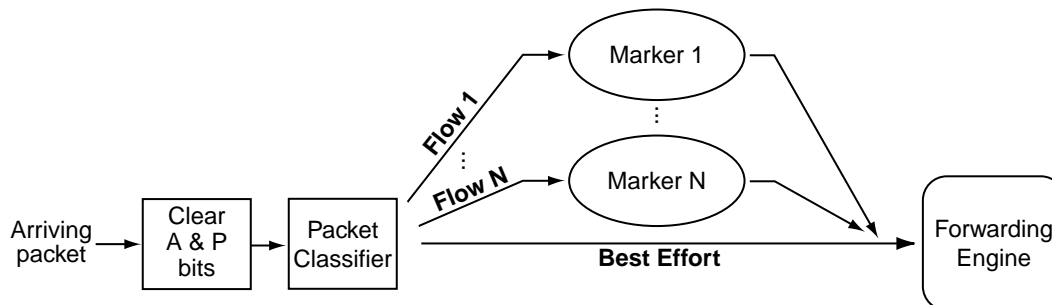 Arriving
packet
Clear
A & P
bits
Packet
Classifier
Flow 1
Flow N
Marker 1
Marker N
Best Effort
Forwarding
Engine